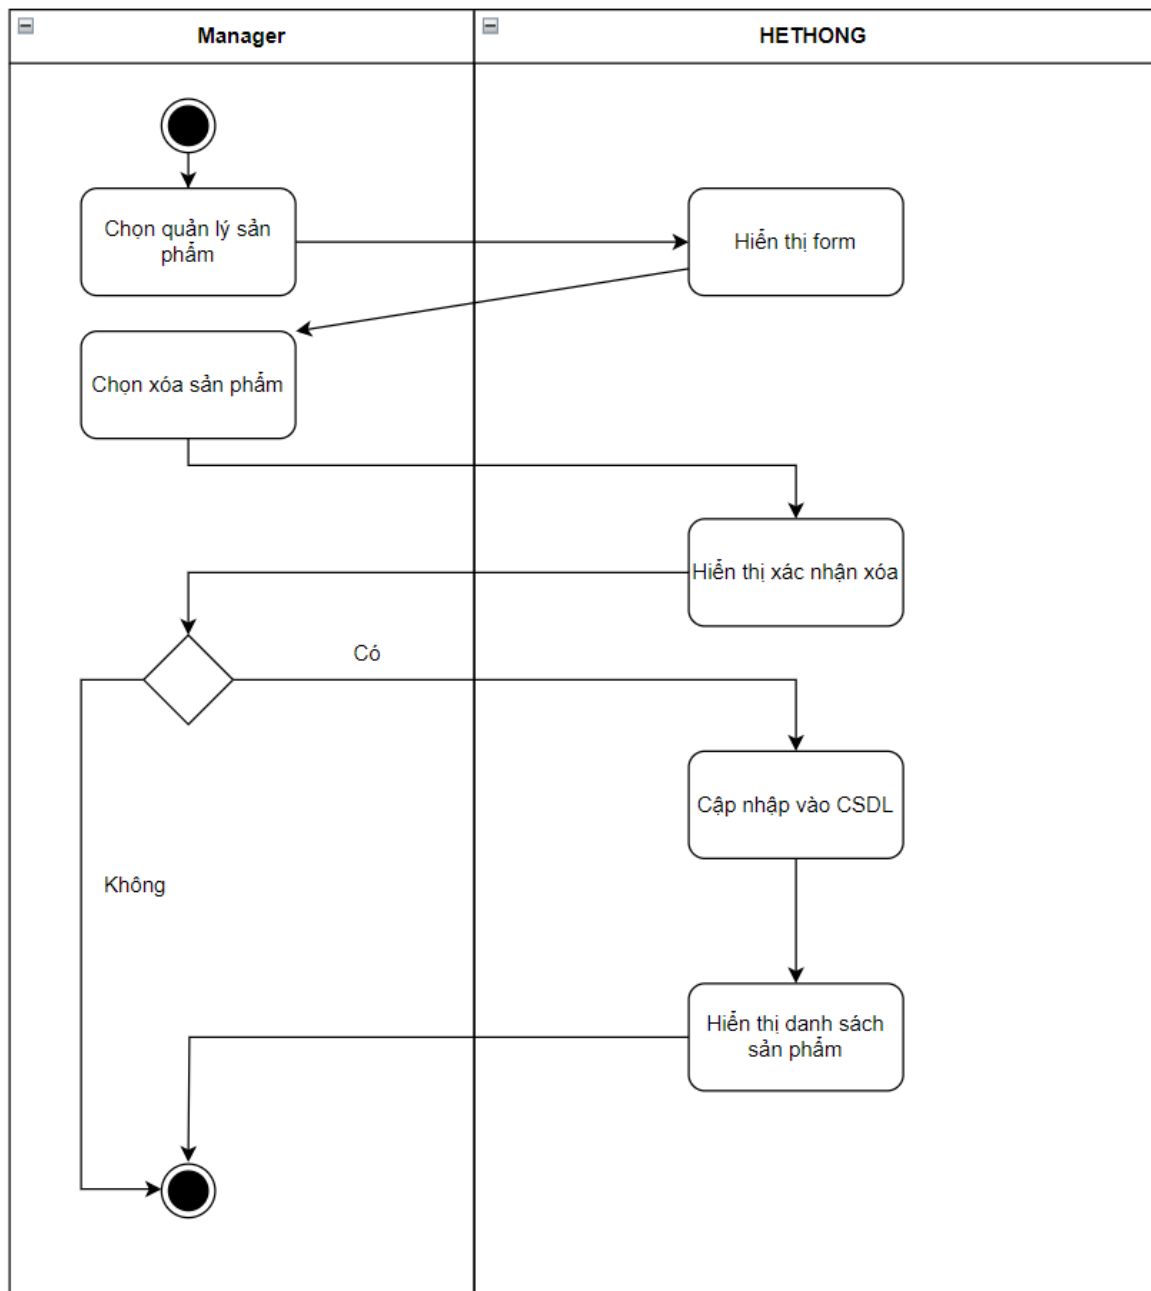 Manager
HETHONG
Chọn quản lý sản
phẩm
Hiển thị form
Chọn xóa sản phẩm
Hiển thị xác nhận xóa
Có
Cập nhập vào CSDL
Không
Hiển thị danh sách
sản phẩm